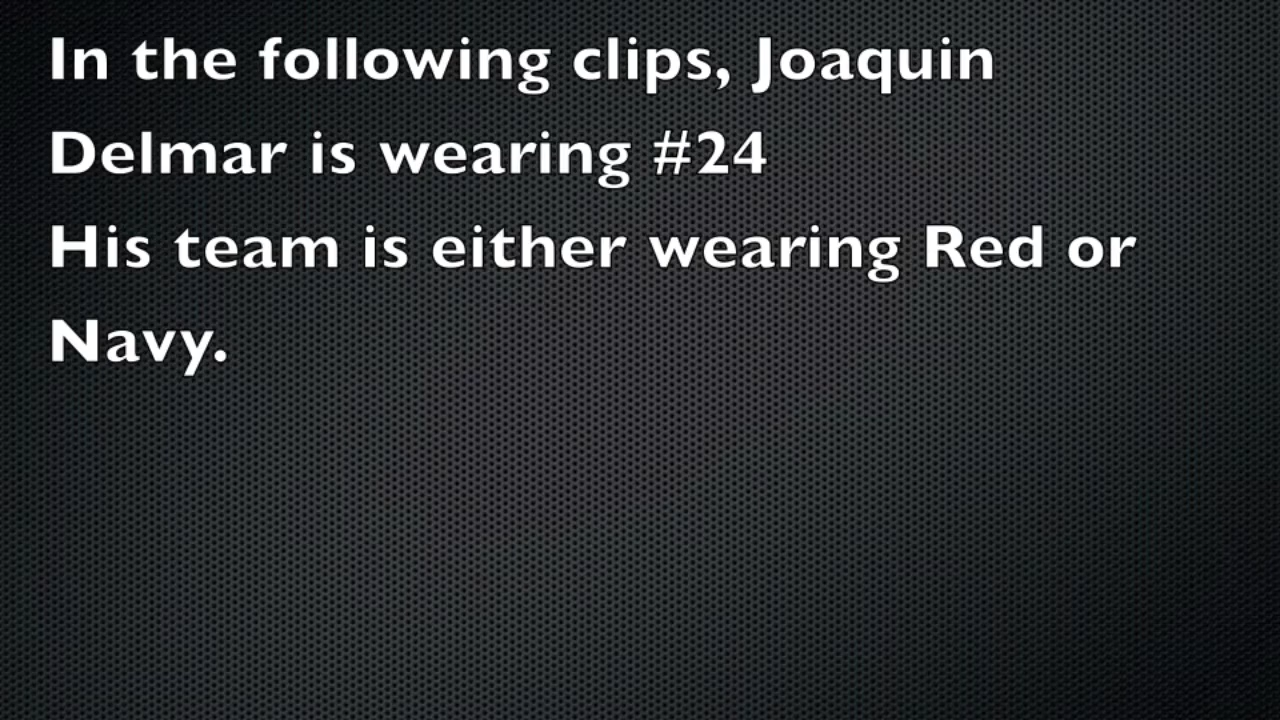 In the following clips, Joaquin
Delmar is wearing #24
His team is either wearing Red or
Navy.